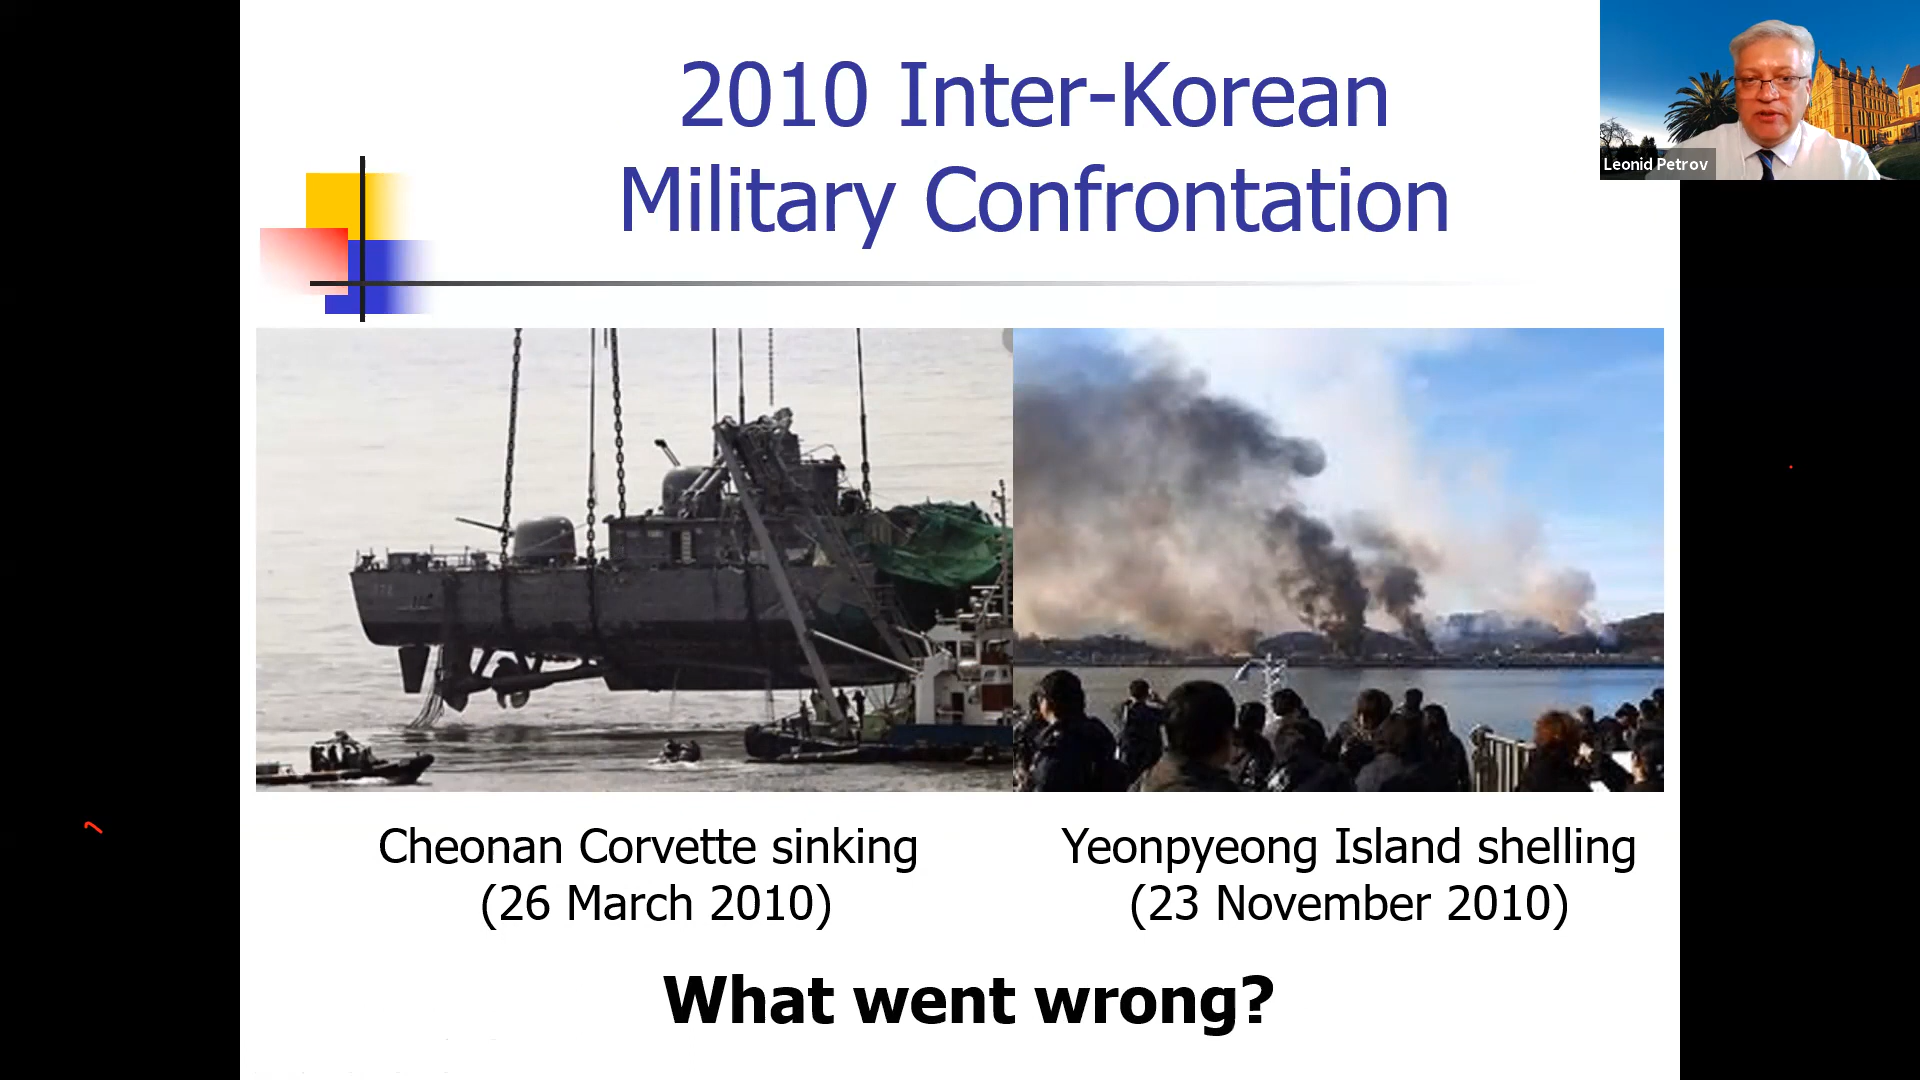 2010 Inter-Korean
Military Confrontation
Leonid Petrov
Cheonan Corvette sinking
(26 March 2010)
Yeonpyeong Island shelling
(23 November 2010)
What went wrong?